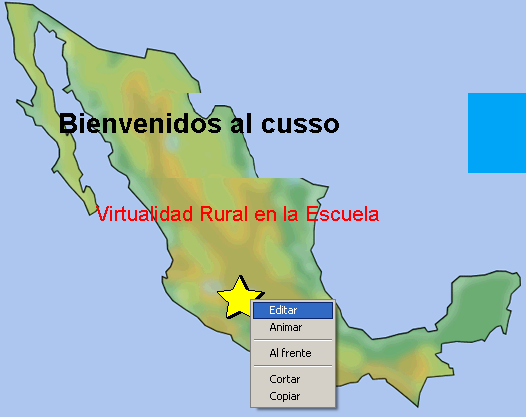 Bienvenidos al cusso
Virtualidad Rural en la Escuela
Editar
Animar
Al frente
Cortar
Copiar